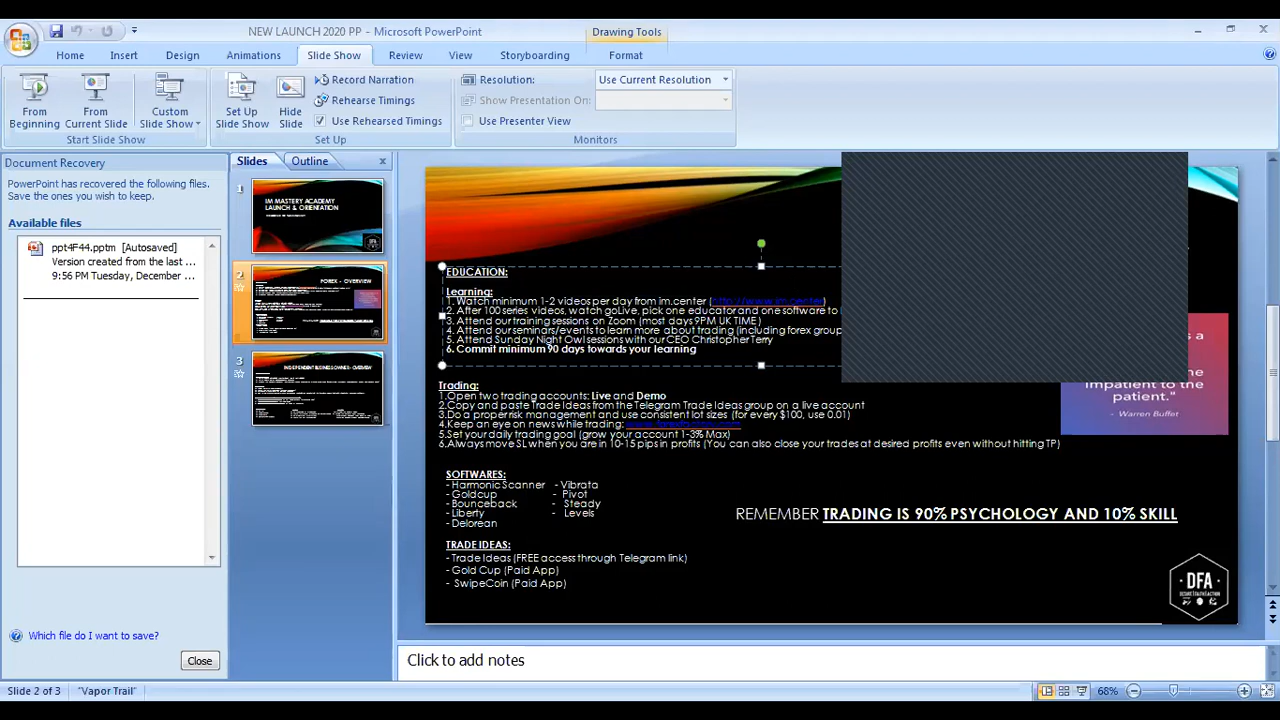 NEW LAUNCH 2020 PP - Microsoft PowerPoint
Drawing Tools
Home Insert Design Animations Slide Show Review View Storyboarding Format
From Beginning
From Current Slide
Custom Slide Show
Start Slide Show
Set Up Slide Show
Hide Slide
Record Narration
Rehearse Timings
Use Rehearsed Timings
Set Up
Resolution: Use Current Resolution
Show Presentation On:
Use Presenter View
Monitors
Document Recovery
PowerPoint has recovered the following files.
Save the ones you wish to keep.
Available files
ppt4F44.pptm [Autosaved]
Version created from the last ...
9:56 PM Tuesday, December ...
Which file do I want to save?
Close
Slides Outline
1
IM MASTERY ACADEMY
LAUNCH & ORIENTATION
2
FOREX - OVERVIEW
3
INDEPENDENT BUSINESS OWNER - OVERVIEW
EDUCATION:
Learning:
1. Watch minimum 1-2 videos per day from im.center (http://www.im.center)
2. After 100 series videos, watch goLive, pick one educator and one software to
3. Attend our training sessions on Zoom (most days 9PM UK TIME)
4. Attend our seminars/events to learn more about trading (including forex group
5. Attend Sunday Night Owl sessions with our CEO Christopher Terry
6. Commit minimum 90 days towards your learning
Trading:
1.Open two trading accounts: Live and Demo
2.Copy and paste Trade Ideas from the Telegram Trade Ideas group on a live account
3.Do a proper risk management and use consistent lot sizes (for every $100, use 0.01)
4.Keep an eye on news while trading:
5.Set your daily trading goal (grow your account 1-3% Max)
6.Always move SL when you are in 10-15 pips in profits (You can also close your trades at desired profits even without hitting TP)
s a
the
impatient to the
patient."
- Warren Buffet
SOFTWARES:
- Harmonic Scanner - Vibrata
- Goldcup - Pivot
- Bounceback - Steady
- Liberty - Levels
- Delorean
REMEMBER TRADING IS 90% PSYCHOLOGY AND 10% SKILL
TRADE IDEAS:
- Trade Ideas (FREE access through Telegram link)
- Gold Cup (Paid App)
- SwipeCoin (Paid App)
DFA
Click to add notes
Slide 2 of 3 "Vapor Trail" 68%